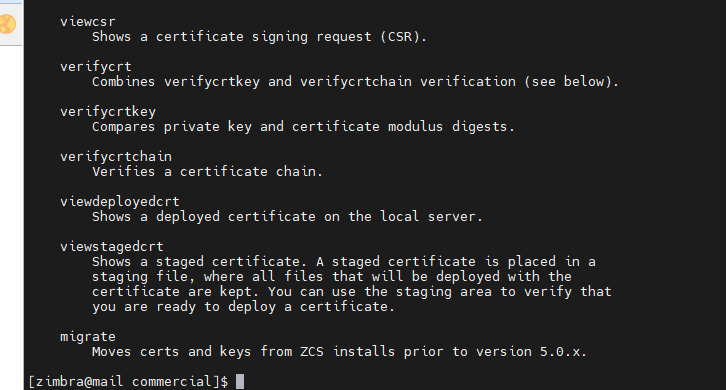 viewcsr
Shows a certificate signing request (CSR).
verifycrt
Combines verifycrtkey and verifycrtchain verification (see below).
verifycrtkey
Compares private key and certificate modulus digests.
verifycrtchain
Verifies a certificate chain.
viewdeployedcrt
Shows a deployed certificate on the local server.
viewstagedcrt
Shows a staged certificate. A staged certificate is placed in a
staging file, where all files that will be deployed with the
certificate are kept. You can use the staging area to verify that
you are ready to deploy a certificate.
migrate
Moves certs and keys from ZCS installs prior to version 5.0.x.
[zimbra@mail commercial]$